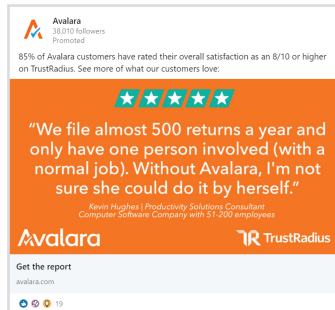 Avalara
38,010 followers
Promoted
85% of Avalara customers have rated their overall satisfaction as an 8/10 or higher
on TrustRadius. See more of what our customers love:
“We file almost 500 returns a year and
only have one person involved (with a
normal job). Without Avalara, I'm not
sure she could do it by herself.”
Kevin Hughes | Productivity Solutions Consultant
Computer Software Company with 51-200 employees
Avalara
TrustRadius
Get the report
avalara.com
19